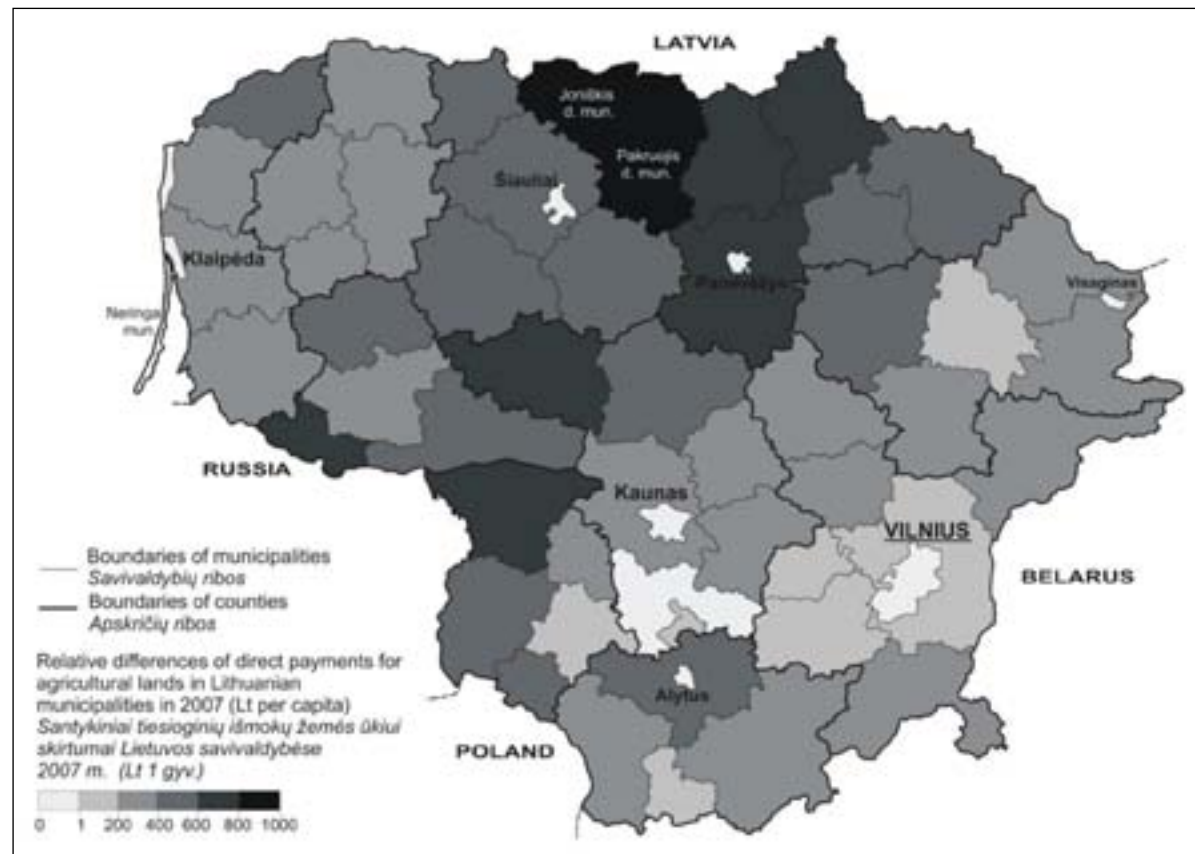 LATVIA
Joniškis
d. mun.
Pakruojis
d. mun.
Šiauliai
Klaipėda
Panevėžys
Visaginas
Neringa
mun.
RUSSIA
Kaunas
VILNIUS
BELARUS
Boundaries of municipalities
Savivaldybių ribos
Boundaries of counties
Apskričių ribos
Relative differences of direct payments for
agricultural lands in Lithuanian
municipalities in 2007 (Lt per capita)
Santykiniai tiesioginių išmokų žemės ūkiui
skirtumai Lietuvos savivaldybėse
2007 m. (Lt 1 gyv.)
Alytus
POLAND
0 1 200 400 600 800 1000